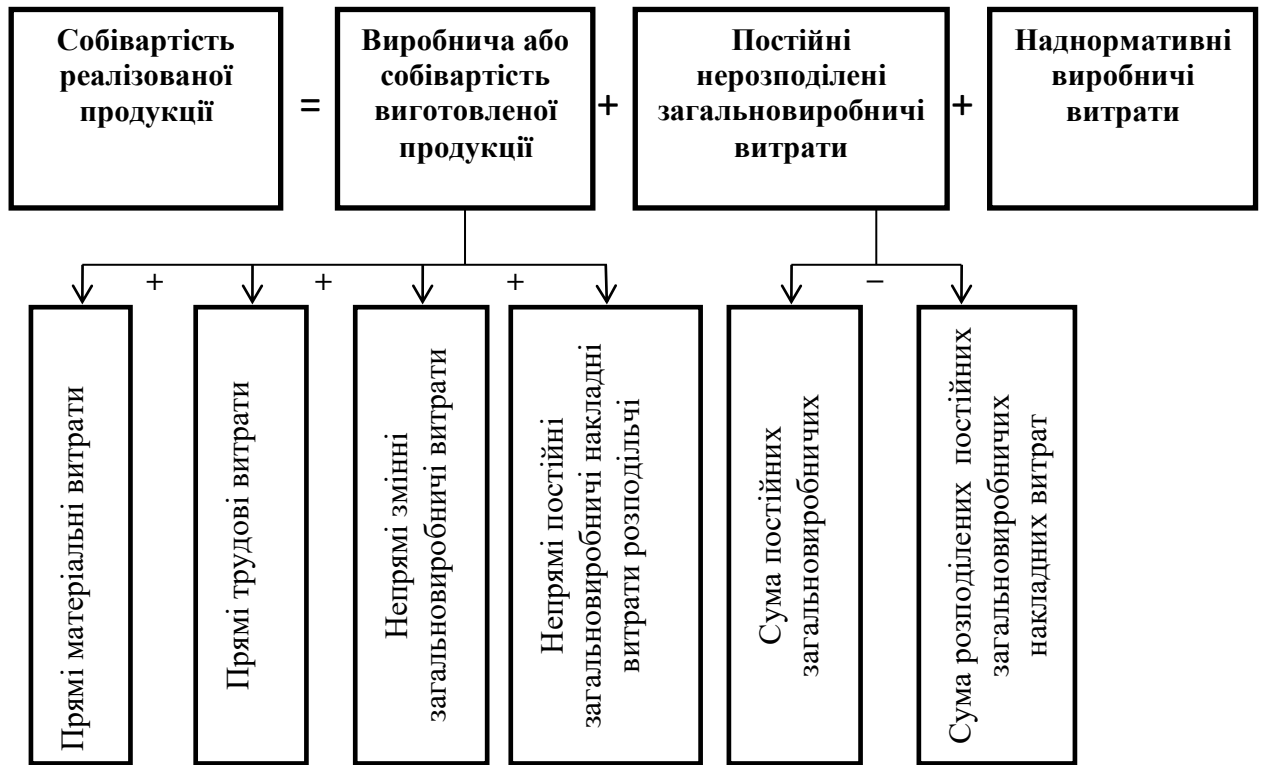 Собівартість
реалізованої
продукції
=
Виробнича або
собівартість
виготовленої
продукції
+
Постійні
нерозподілені
загальновиробничі
витрати
+
Наднормативні
виробничі
витрати
+
+
+
–
Прямі матеріальні витрати
Прямі трудові витрати
Непрямі змінні
загальновиробничі витрати
Непрямі постійні
загальновиробничі накладні
витрати розподільчі
Сума постійних
загальновиробничих
Сума розподілених постійних
загальновиробничих
накладних витрат